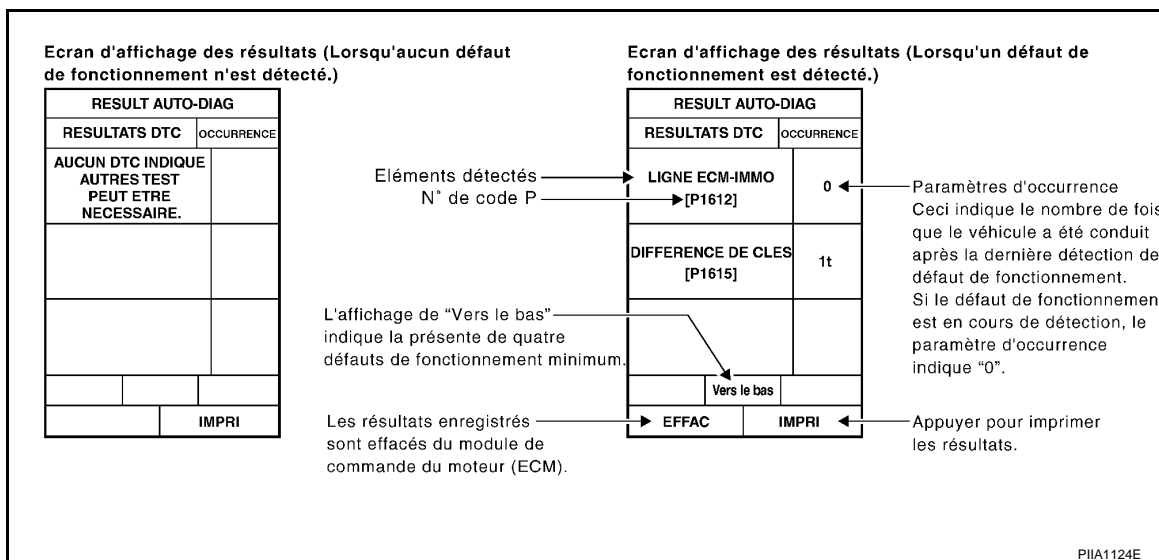 Ecran d'affichage des résultats (Lorsqu'aucun défaut
de fonctionnement n'est détecté.)
RESULT AUTO-DIAG
RESULTATS DTC OCCURRENCE
AUCUN DTC INDIQUE
AUTRES TEST
PEUT ETRE
NECESSAIRE.
IMPRI
Ecran d'affichage des résultats (Lorsqu'un défaut de
fonctionnement est détecté.)
RESULT AUTO-DIAG
RESULTATS DTC OCCURRENCE
Eléments détectés
N° de code P
LIGNE ECM-IMMO
[P1612]
0
DIFFERENCE DE CLES
[P1615]
1t
Paramètres d'occurrence
Ceci indique le nombre de fois
que le véhicule a été conduit
après la dernière détection de
défaut de fonctionnement.
Si le défaut de fonctionnemen
est en cours de détection, le
paramètre d'occurrence
indique “0”.
L'affichage de “Vers le bas”
indique la présente de quatre
défauts de fonctionnement minimum.
Vers le bas
Les résultats enregistrés
sont effacés du module de
commande du moteur (ECM).
EFFAC IMPRI
Appuyer pour imprimer
les résultats.
PIIA1124E